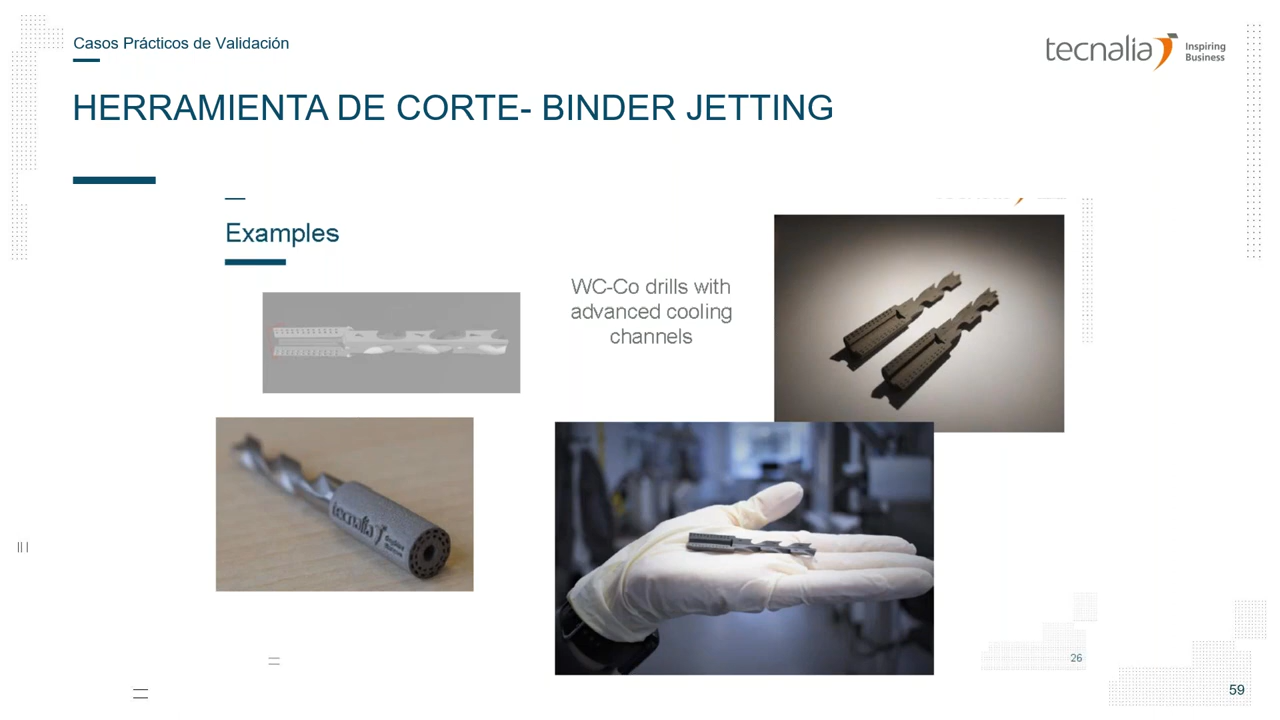 Casos Prácticos de Validación
tecnalia Inspiring
Business
HERRAMIENTA DE CORTE- BINDER JETTING
Examples
WC-Co drills with
advanced cooling
channels
tecnalia
26
59